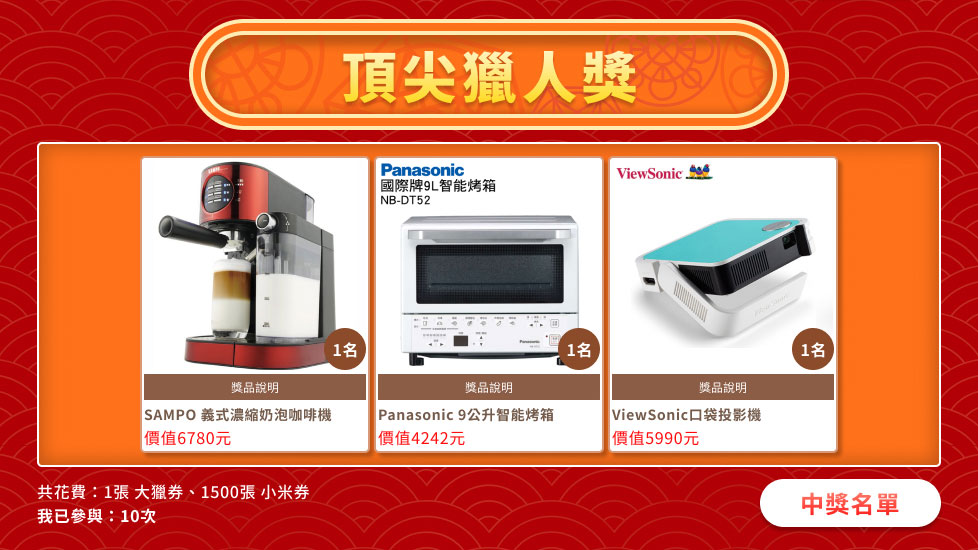 頂尖獵人獎
Panasonic
國際牌9L智能烤箱
NB-DT52
ViewSonic
1名
1名
1名
獎品說明
獎品說明
獎品說明
SAMPO 義式濃縮奶泡咖啡機
價值6780元
Panasonic 9公升智能烤箱
價值4242元
ViewSonic口袋投影機
價值5990元
共花費：1張 大獵券、1500張 小米券
我已參與：10次
中獎名單